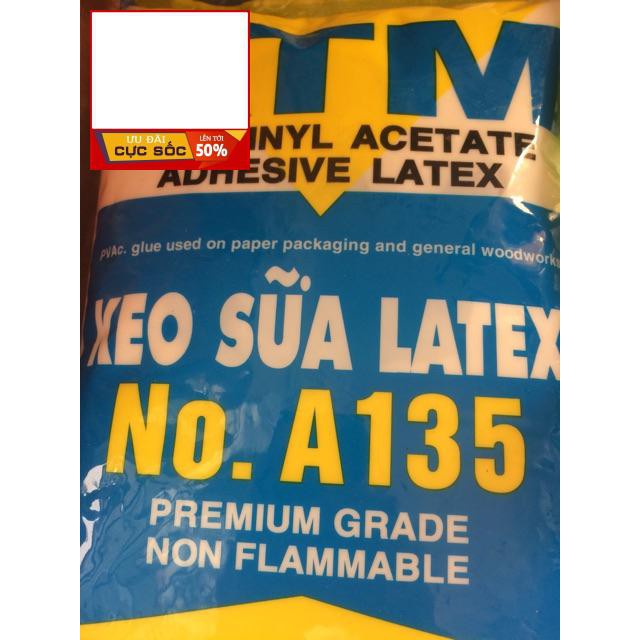 TM
ƯU ĐÃI
CỰC SỐC
LÊN TỚI
50%
INYL ACETATE
ADHESIVE LATEX
PVAc. glue used on paper packaging and general woodworks
XEO SỮA LATEX
No. A135
PREMIUM GRADE
NON FLAMMABLE